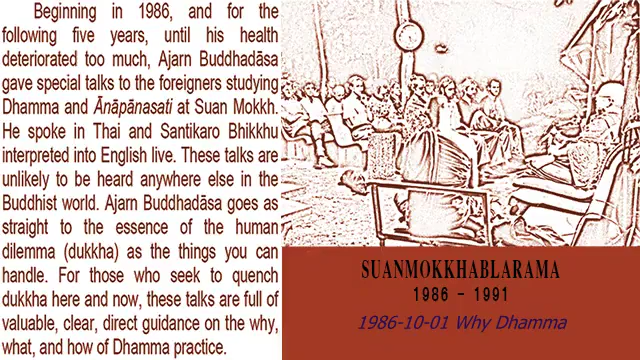 Beginning in 1986, and for the
following five years, until his health
deteriorated too much, Ajarn Buddhadāsa
gave special talks to the foreigners studying
Dhamma and Ānāpānasati at Suan Mokkh.
He spoke in Thai and Santikaro Bhikkhu
interpreted into English live. These talks are
unlikely to be heard anywhere else in the
Buddhist world. Ajarn Buddhadāsa goes as
straight to the essence of the human
dilemma (dukkha) as the things you can
handle. For those who seek to quench
dukkha here and now, these talks are full of
valuable, clear, direct guidance on the why,
what, and how of Dhamma practice.
SUANMOKKHABLARAMA
1986 - 1991
1986-10-01 Why Dhamma